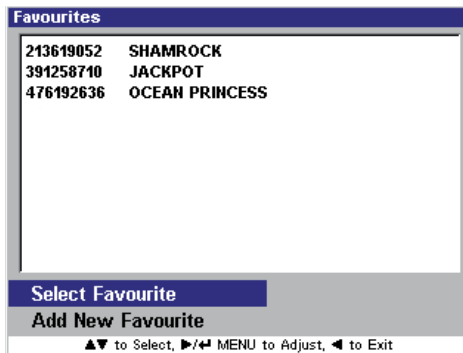 Favourites
213619052 SHAMROCK
391258710 JACKPOT
476192636 OCEAN PRINCESS
Select Favourite
Add New Favourite
▲▼ to Select, ▶/↵ MENU to Adjust, ◀ to Exit